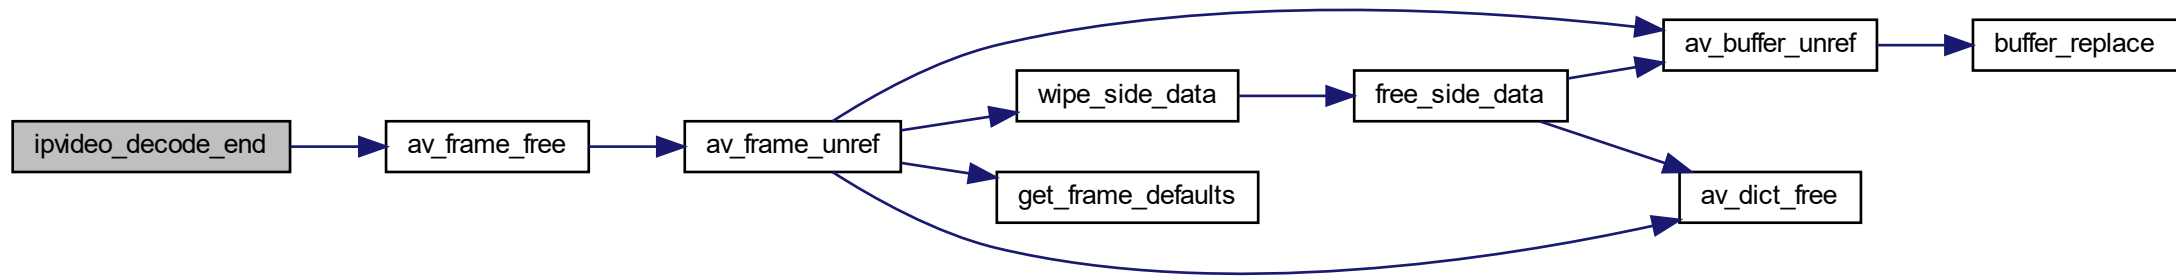 ipvideo_decode_end
av_frame_free
av_frame_unref
wipe_side_data
get_frame_defaults
free_side_data
av_buffer_unref
av_dict_free
buffer_replace